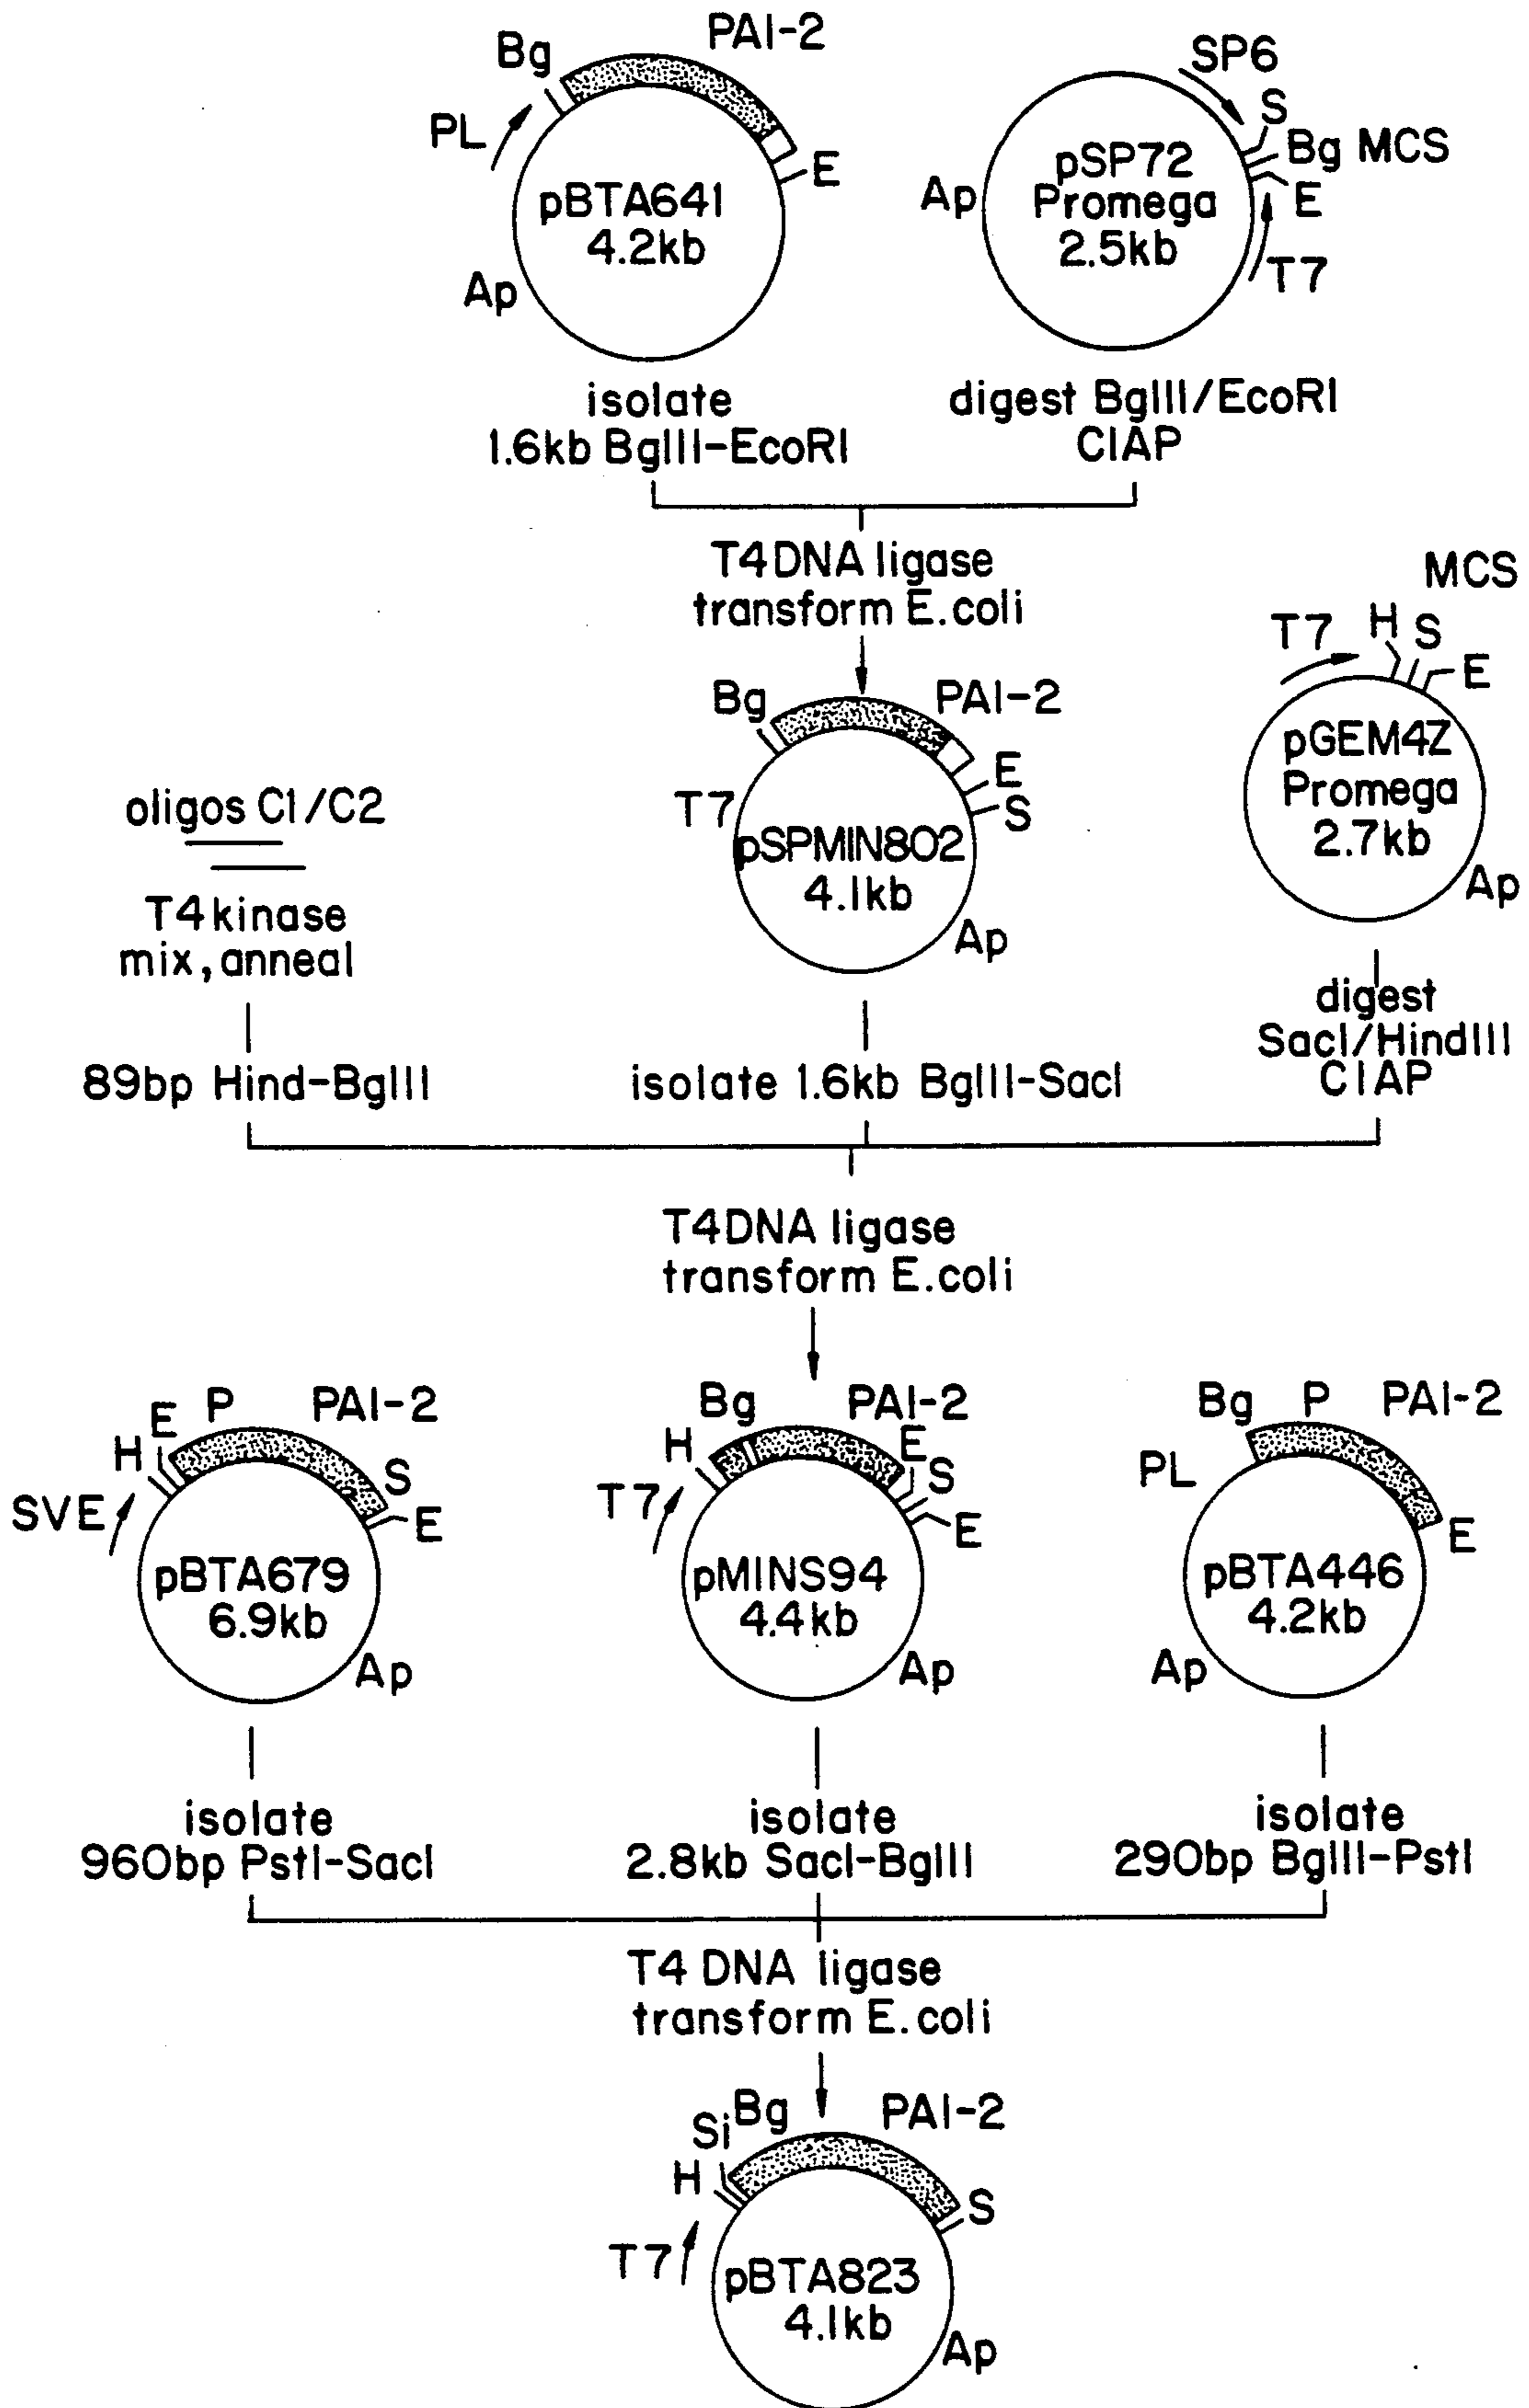 PAI-2
Bg
PL
E
pBTA641
4.2kb
Ap
SP6
S
Bg MCS
E
pSP72
Promega
2.5kb
Ap
T7
isolate
1.6kb BglII-EcoRI
digest BglII/EcoRI
CIAP
T4 DNA ligase
transform E.coli
MCS
oligos C1/C2
T4 kinase
mix, anneal
89bp Hind-BglII
Bg
PAI-2
E
S
T7
pSPMIN802
4.1kb
Ap
isolate 1.6kb BglII-SacI
T7 H S
E
pGEM4Z
Promega
2.7kb
Ap
digest
SacI/HindIII
CIAP
T4 DNA ligase
transform E.coli
H E P PAI-2
S
E
SVE
pBTA679
6.9kb
Ap
isolate
960bp PstI-SacI
H Bg PAI-2
E
S
E
T7
pMINS94
4.4kb
Ap
isolate
2.8kb SacI-BglII
Bg P PAI-2
PL
E
pBTA446
4.2kb
Ap
isolate
290bp BglII-PstI
T4 DNA ligase
transform E.coli
H Si Bg PAI-2
S
T7
pBTA823
4.1kb
Ap